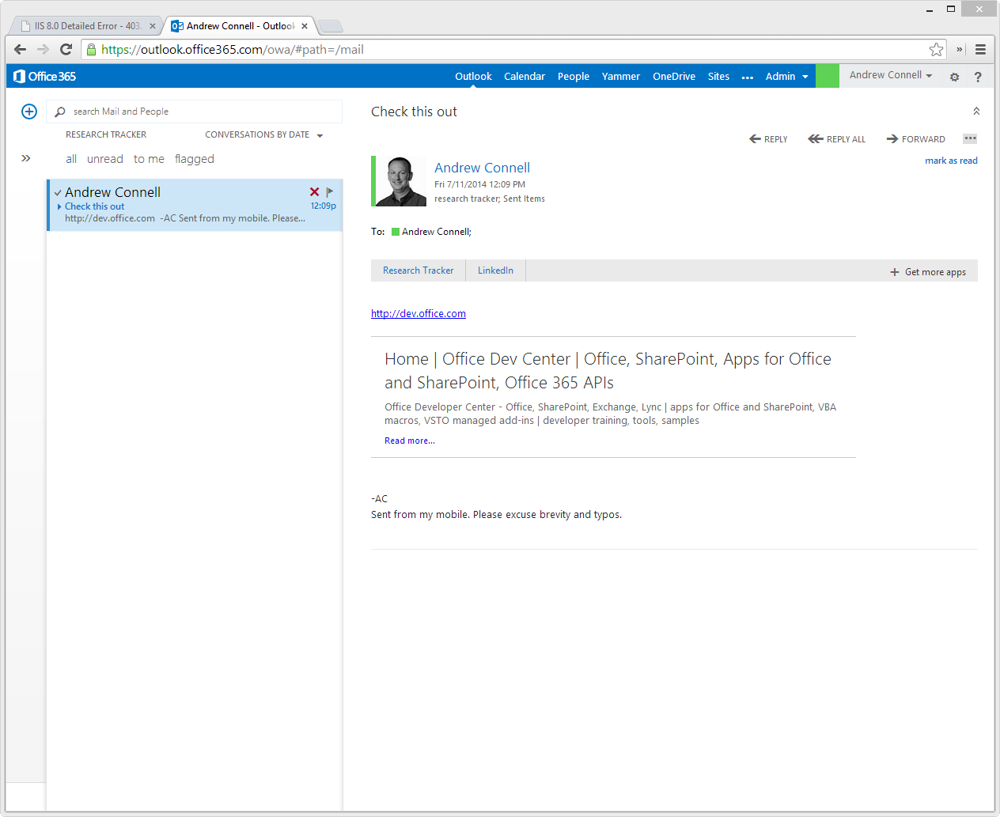 IIS 8.0 Detailed Error - 403.
Andrew Connell - Outlook
https://outlook.office365.com/owa/#path=/mail
Office 365
Outlook Calendar People Yammer OneDrive Sites ... Admin
Andrew Connell
?
search Mail and People
RESEARCH TRACKER CONVERSATIONS BY DATE
all unread to me flagged
Andrew Connell
Check this out 12:09p
http://dev.office.com -AC Sent from my mobile. Please...
Check this out
REPLY REPLY ALL FORWARD ...
mark as read
Andrew Connell
Fri 7/11/2014 12:09 PM
research tracker; Sent Items
To: Andrew Connell;
Research Tracker LinkedIn + Get more apps
http://dev.office.com
Home | Office Dev Center | Office, SharePoint, Apps for Office
and SharePoint, Office 365 APIs
Office Developer Center - Office, SharePoint, Exchange, Lync | apps for Office and SharePoint, VBA
macros, VSTO managed add-ins | developer training, tools, samples
Read more...
-AC
Sent from my mobile. Please excuse brevity and typos.